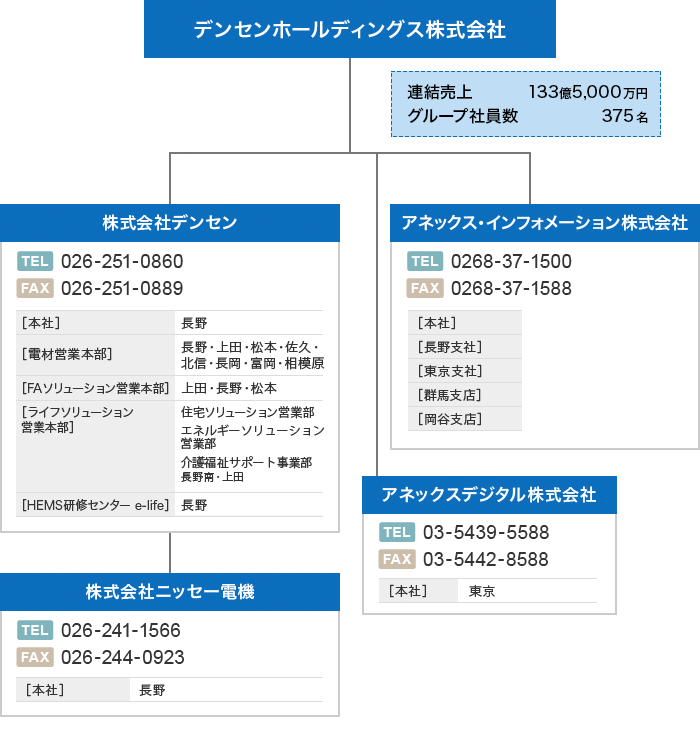 デンセンホールディングス株式会社
連結売上 133億5,000万円
グループ社員数 375名
株式会社デンセン
TEL 026-251-0860
FAX 026-251-0889
[本社] 長野
[電材営業本部] 長野・上田・松本・佐久・
北信・長岡・富岡・相模原
[FAソリューション営業本部] 上田・長野・松本
[ライフソリューション
営業本部]
住宅ソリューション営業部
エネルギーソリューション
営業部
介護福祉サポート事業部
長野南・上田
[HEMS研修センター e-life] 長野
アネックス・インフォメーション株式会社
TEL 0268-37-1500
FAX 0268-37-1588
[本社]
[長野支社]
[東京支社]
[群馬支店]
[岡谷支店]
アネックスデジタル株式会社
TEL 03-5439-5588
FAX 03-5442-8588
[本社] 東京
株式会社ニッセー電機
TEL 026-241-1566
FAX 026-244-0923
[本社] 長野